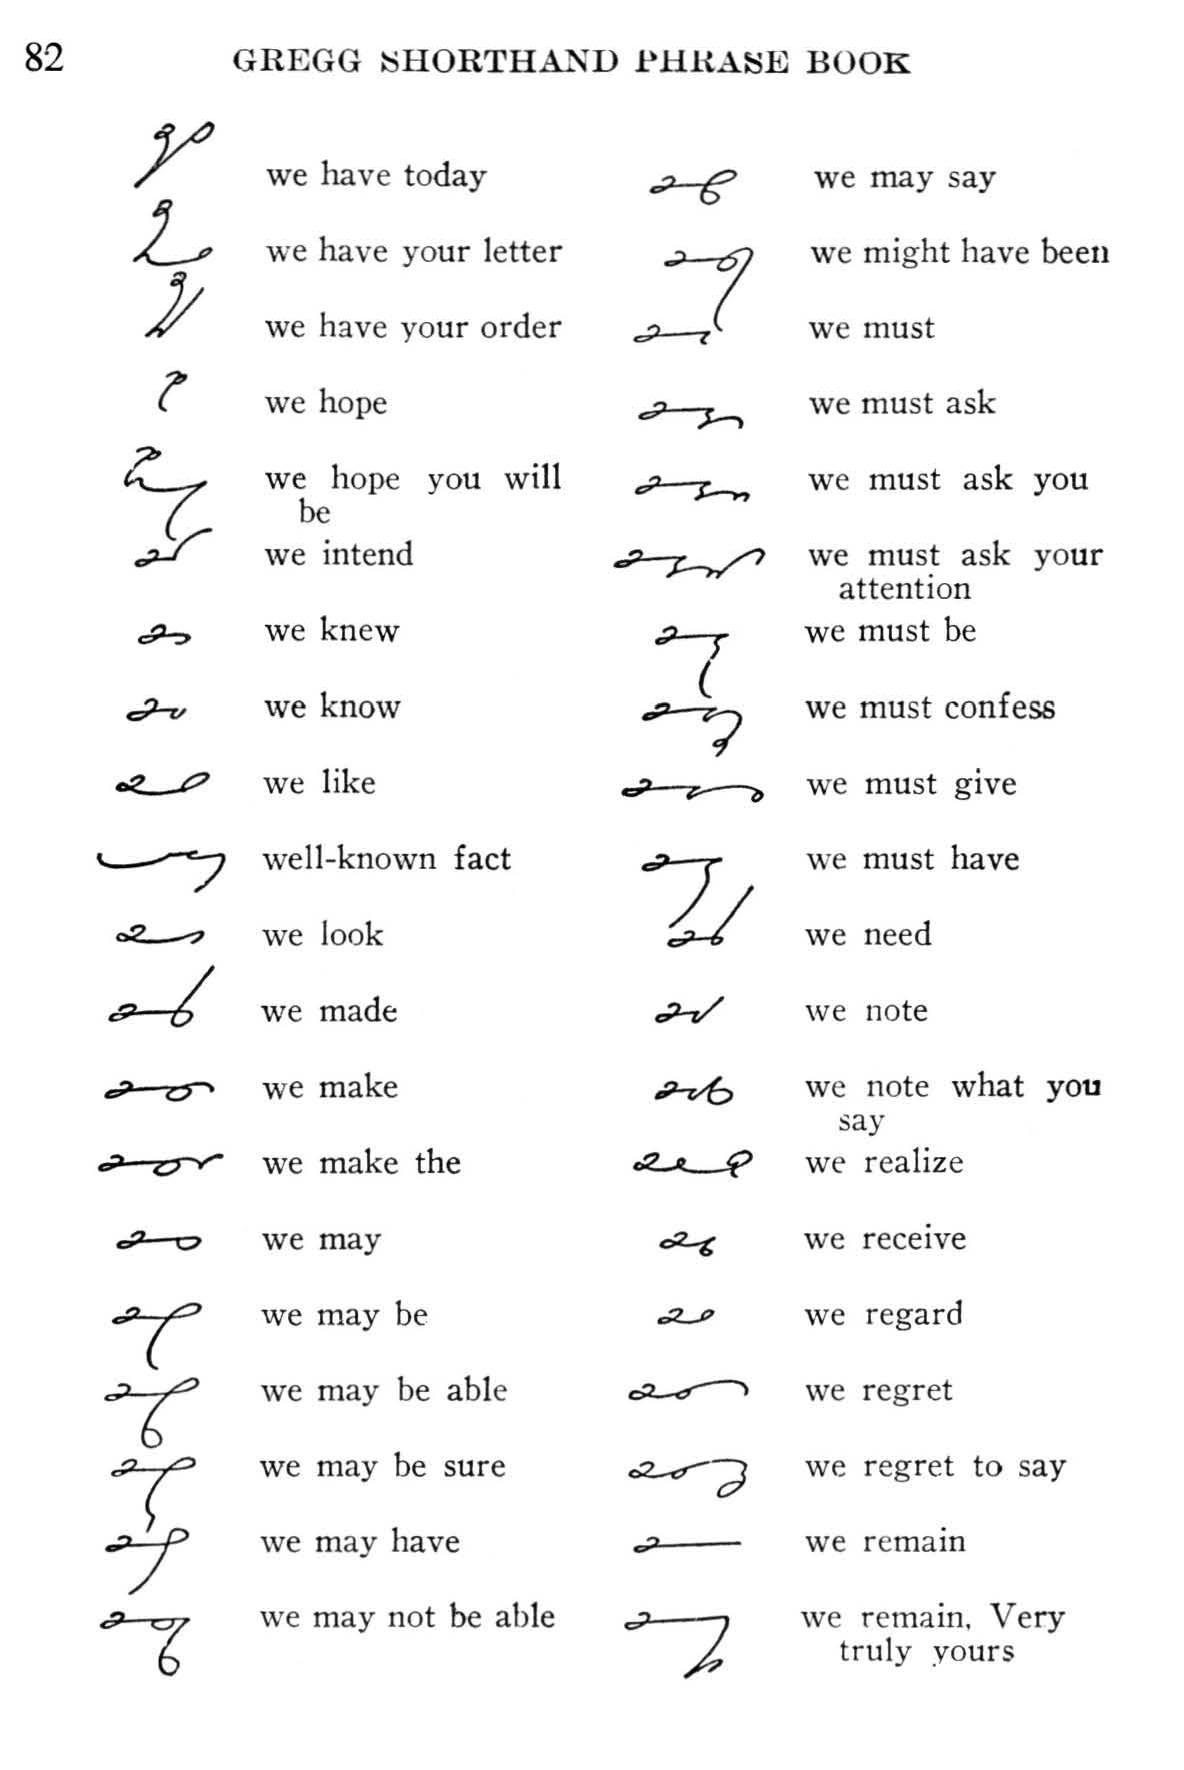 82 GREGG SHORTHAND PHRASE BOOK
we have today
we have your letter
we have your order
we hope
we hope you will
be
we intend
we knew
we know
we like
well-known fact
we look
we made
we make
we make the
we may
we may be
we may be able
we may be sure
we may have
we may not be able
we may say
we might have been
we must
we must ask
we must ask you
we must ask your
attention
we must be
we must confess
we must give
we must have
we need
we note
we note what you
say
we realize
we receive
we regard
we regret
we regret to say
we remain
we remain, Very
truly yours